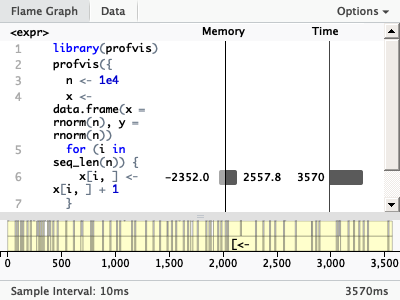 Flame Graph Data Options ▾
<expr> Memory Time
1 library(profvis)
2 profvis({
3 n <- 1e4
4 x <-
data.frame(x =
rnorm(n), y =
rnorm(n))
5 for (i in
seq_len(n)) {
6 x[i, ] <- -2352.0 2557.8 3570
x[i, ] + 1
7 }
[<-
0 500 1,000 1,500 2,000 2,500 3,000 3,500
Sample Interval: 10ms 3570ms